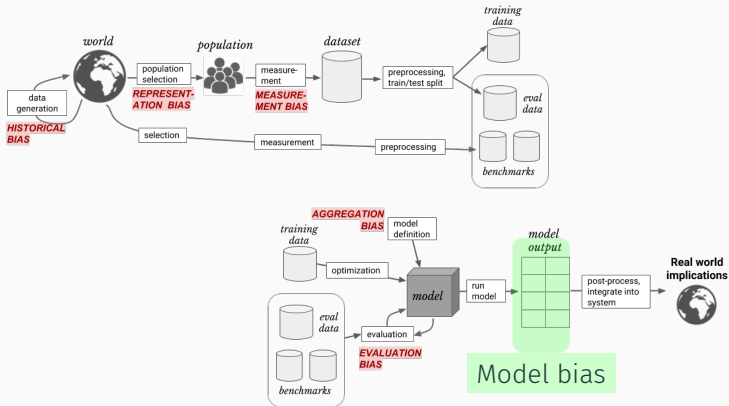 training
data
world
population
dataset
population
selection
measure-
ment
preprocessing,
train/test split
data
generation
REPRESENT-
ATION BIAS
MEASURE-
MENT BIAS
eval
data
HISTORICAL
BIAS
selection
measurement
preprocessing
benchmarks
AGGREGATION
BIAS
model
definition
training
data
model
output
optimization
model
run
model
post-process,
integrate into
system
Real world
implications
eval
data
evaluation
EVALUATION
BIAS
benchmarks
Model bias